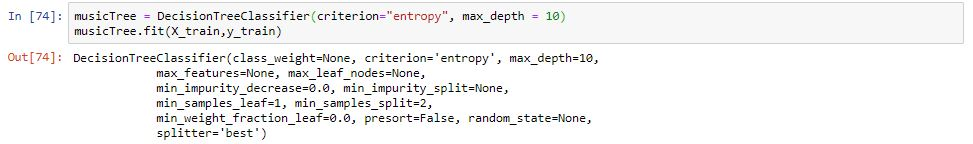 In [74]: musicTree = DecisionTreeClassifier(criterion="entropy", max_depth = 10)
musicTree.fit(X_train,y_train)
Out[74]: DecisionTreeClassifier(class_weight=None, criterion='entropy', max_depth=10,
max_features=None, max_leaf_nodes=None,
min_impurity_decrease=0.0, min_impurity_split=None,
min_samples_leaf=1, min_samples_split=2,
min_weight_fraction_leaf=0.0, presort=False, random_state=None,
splitter='best')